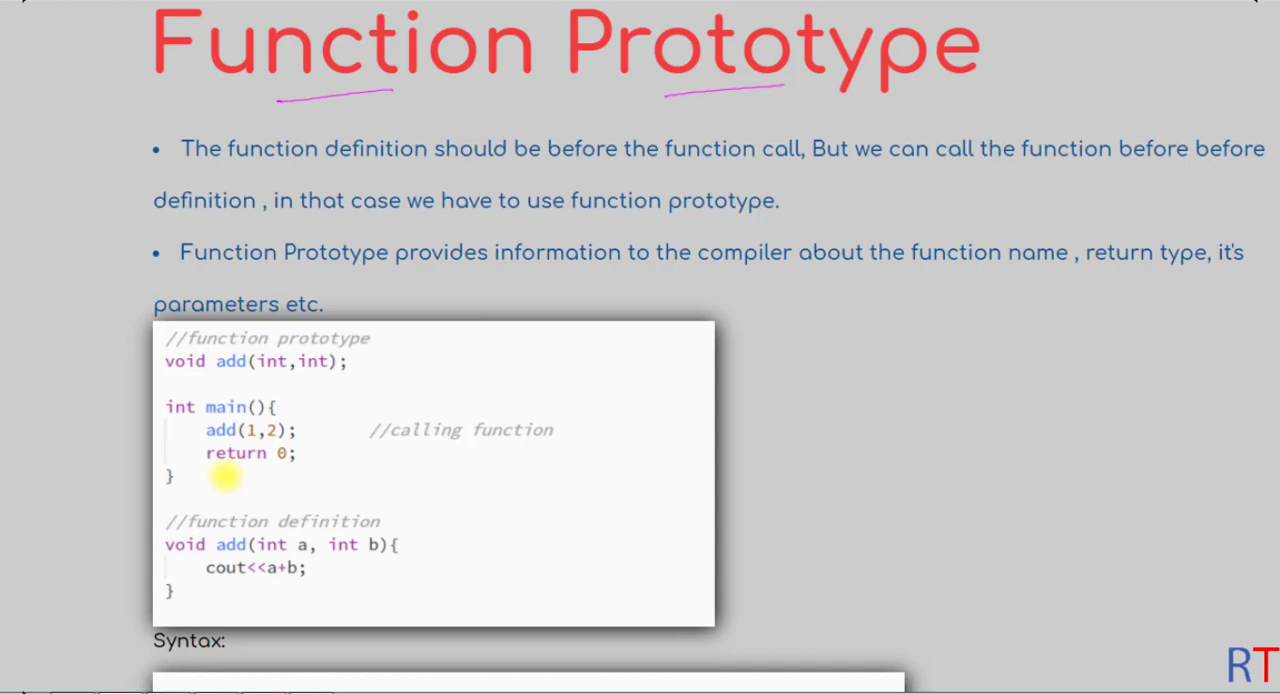 Function Prototype
• The function definition should be before the function call, But we can call the function before before
definition , in that case we have to use function prototype.
• Function Prototype provides information to the compiler about the function name , return type, it's
parameters etc.
//function prototype
void add(int,int);
int main(){
add(1,2); //calling function
return 0;
}
//function definition
void add(int a, int b){
cout<<a+b;
}
Syntax:
RT